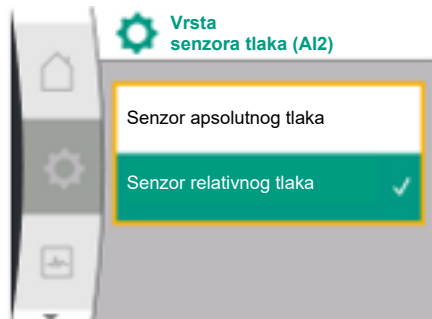 Vrsta
senzora tlaka (AI2)
Senzor apsolutnog tlaka
Senzor relativnog tlaka